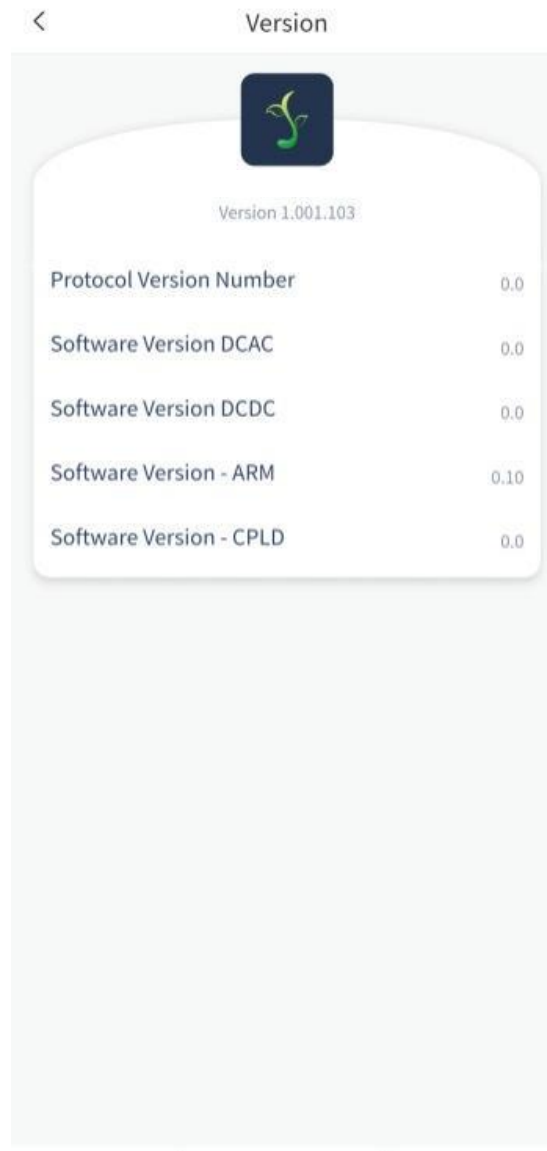 Version
Version 1.001.103
Protocol Version Number 0.0
Software Version DCAC 0.0
Software Version DCDC 0.0
Software Version - ARM 0.10
Software Version - CPLD 0.0